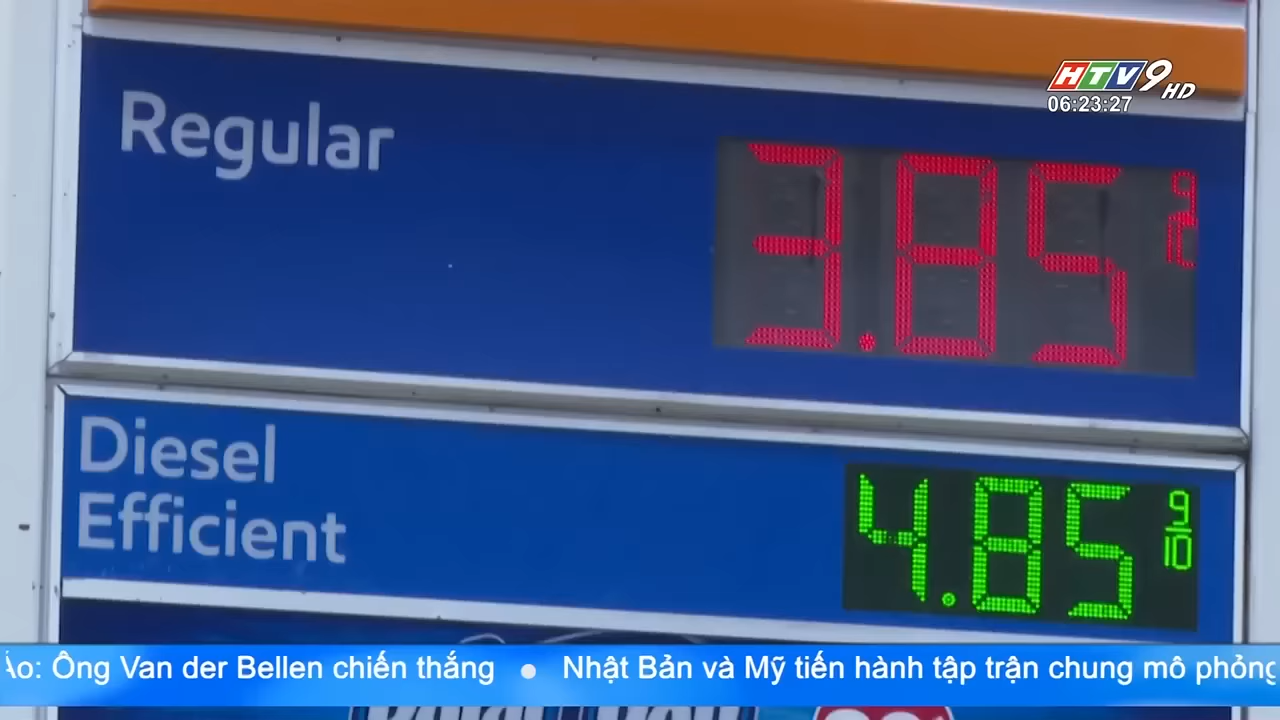 HTV9 HD
06:23:27
Regular
3.85 9/10
Diesel
Efficient
4.85 9/10
Áo: Ông Van der Bellen chiến thắng ● Nhật Bản và Mỹ tiến hành tập trận chung mô phỏng